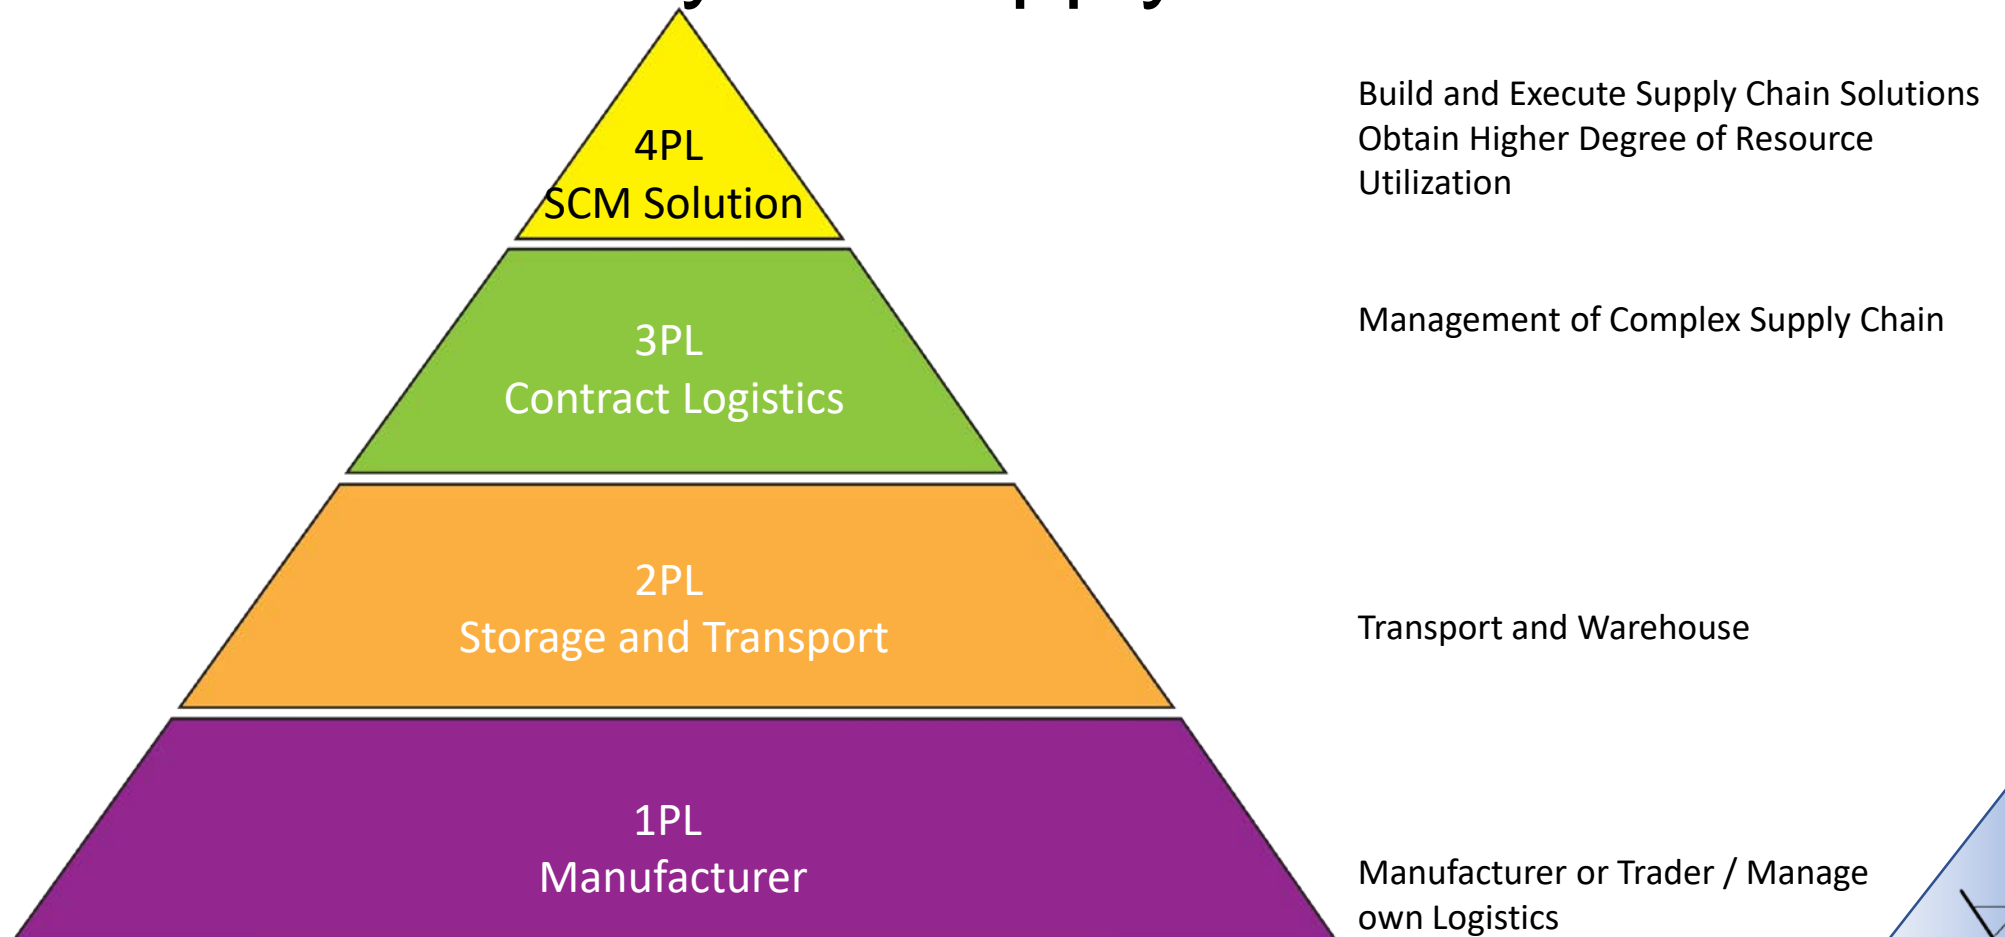 4PL
SCM Solution
Build and Execute Supply Chain Solutions
Obtain Higher Degree of Resource
Utilization
3PL
Contract Logistics
Management of Complex Supply Chain
2PL
Storage and Transport
Transport and Warehouse
1PL
Manufacturer
Manufacturer or Trader / Manage
own Logistics